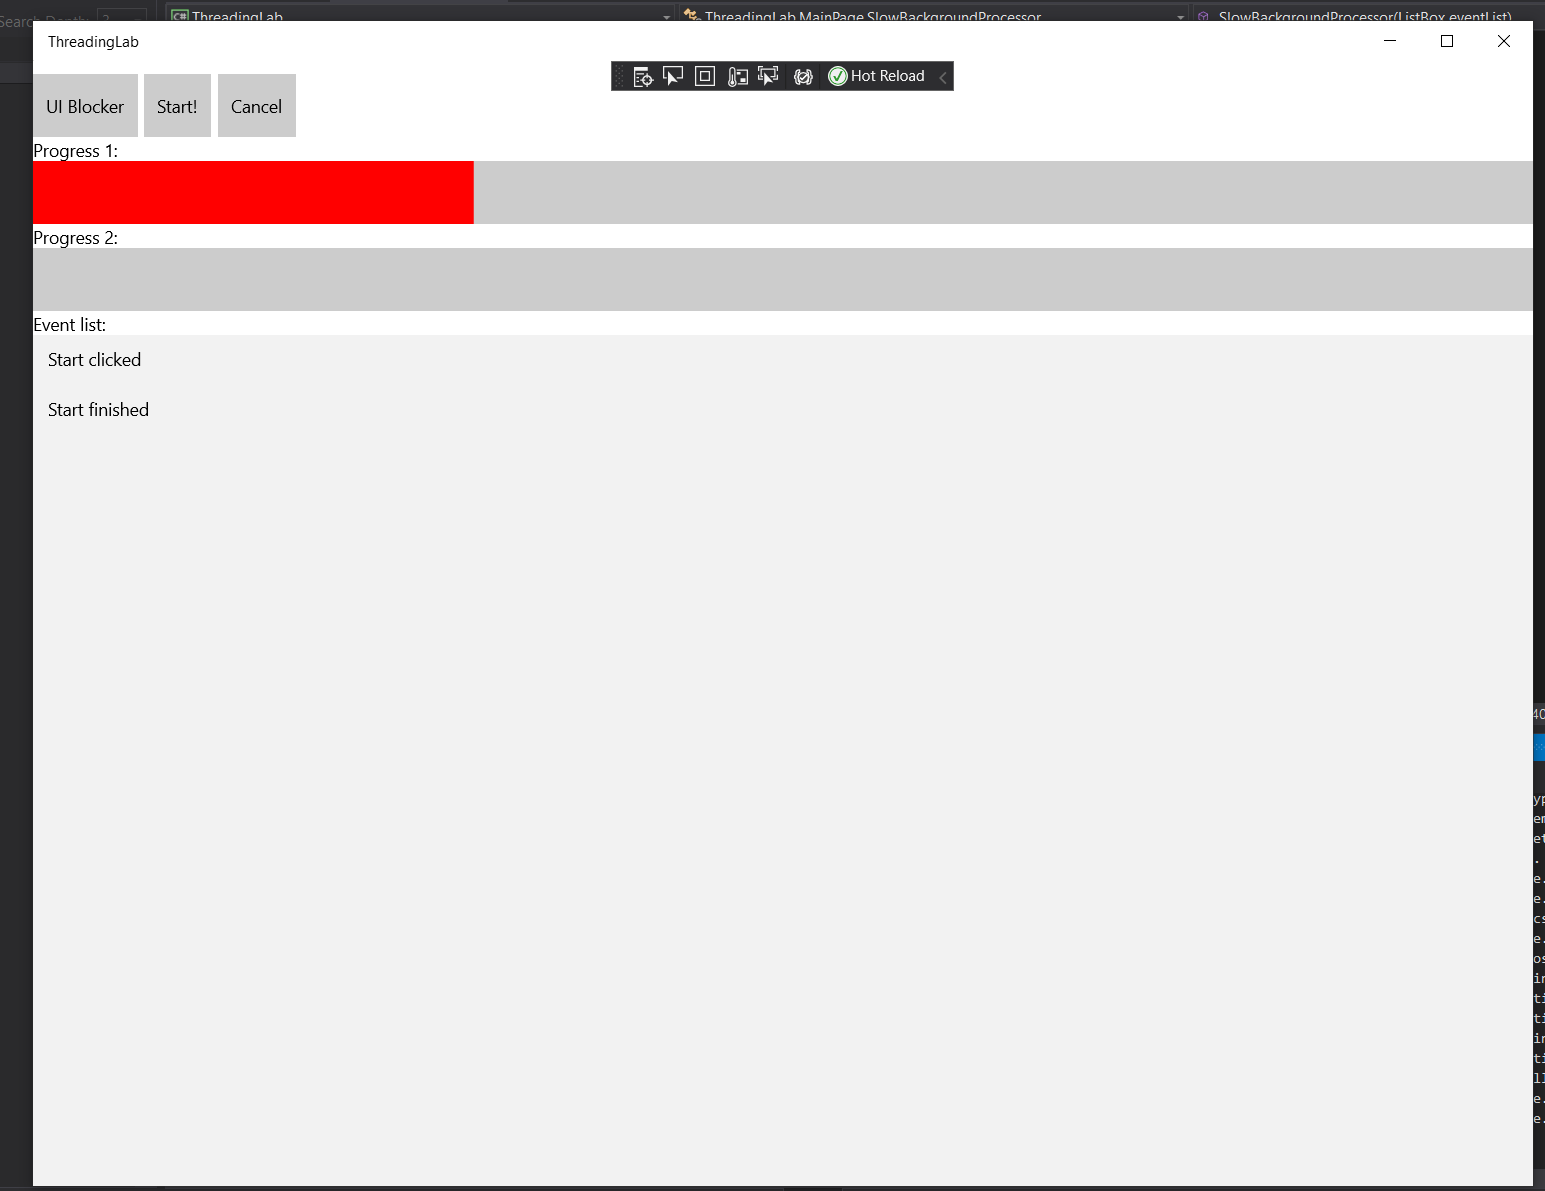 Search Depth: 3
ThreadingLab
ThreadingLab.MainPage.SlowBackgroundProcessor
SlowBackgroundProcessor(ListBox eventList)
ThreadingLab
Hot Reload
UI Blocker
Start!
Cancel
Progress 1:
Progress 2:
Event list:
Start clicked
Start finished